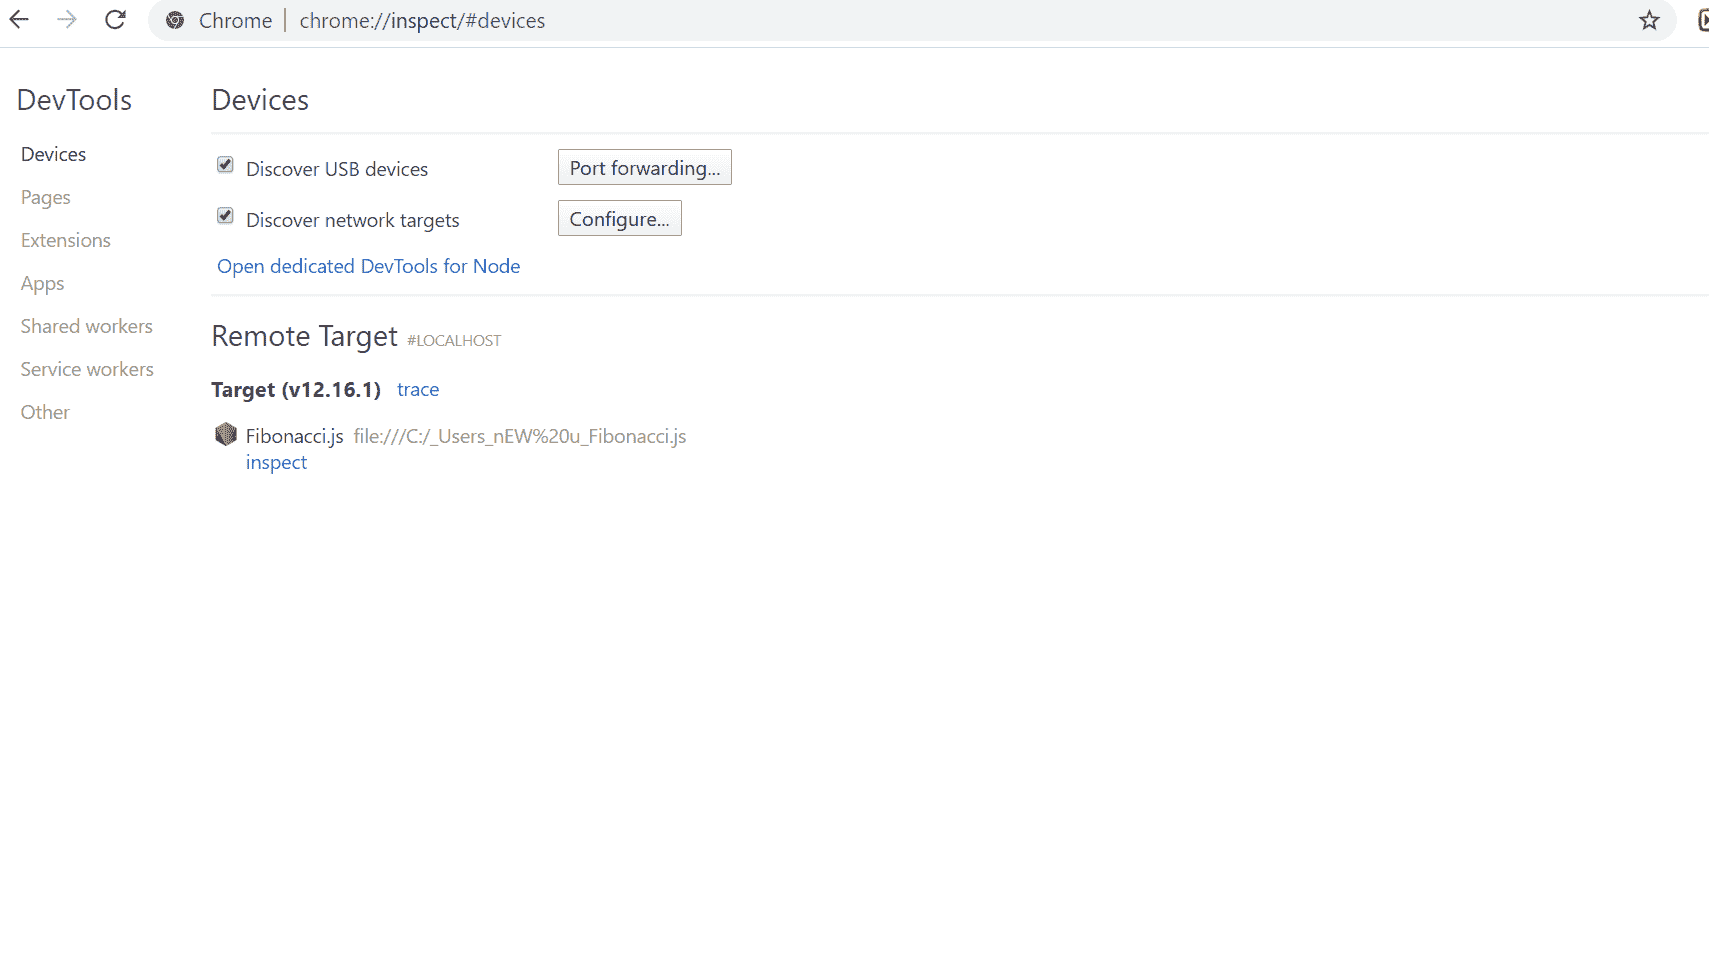 Chrome | chrome://inspect/#devices
DevTools
Devices
Pages
Extensions
Apps
Shared workers
Service workers
Other
Devices
Discover USB devices Port forwarding...
Discover network targets Configure...
Open dedicated DevTools for Node
Remote Target #LOCALHOST
Target (v12.16.1) trace
Fibonacci.js file:///C:/_Users_nEW%20u_Fibonacci.js
inspect